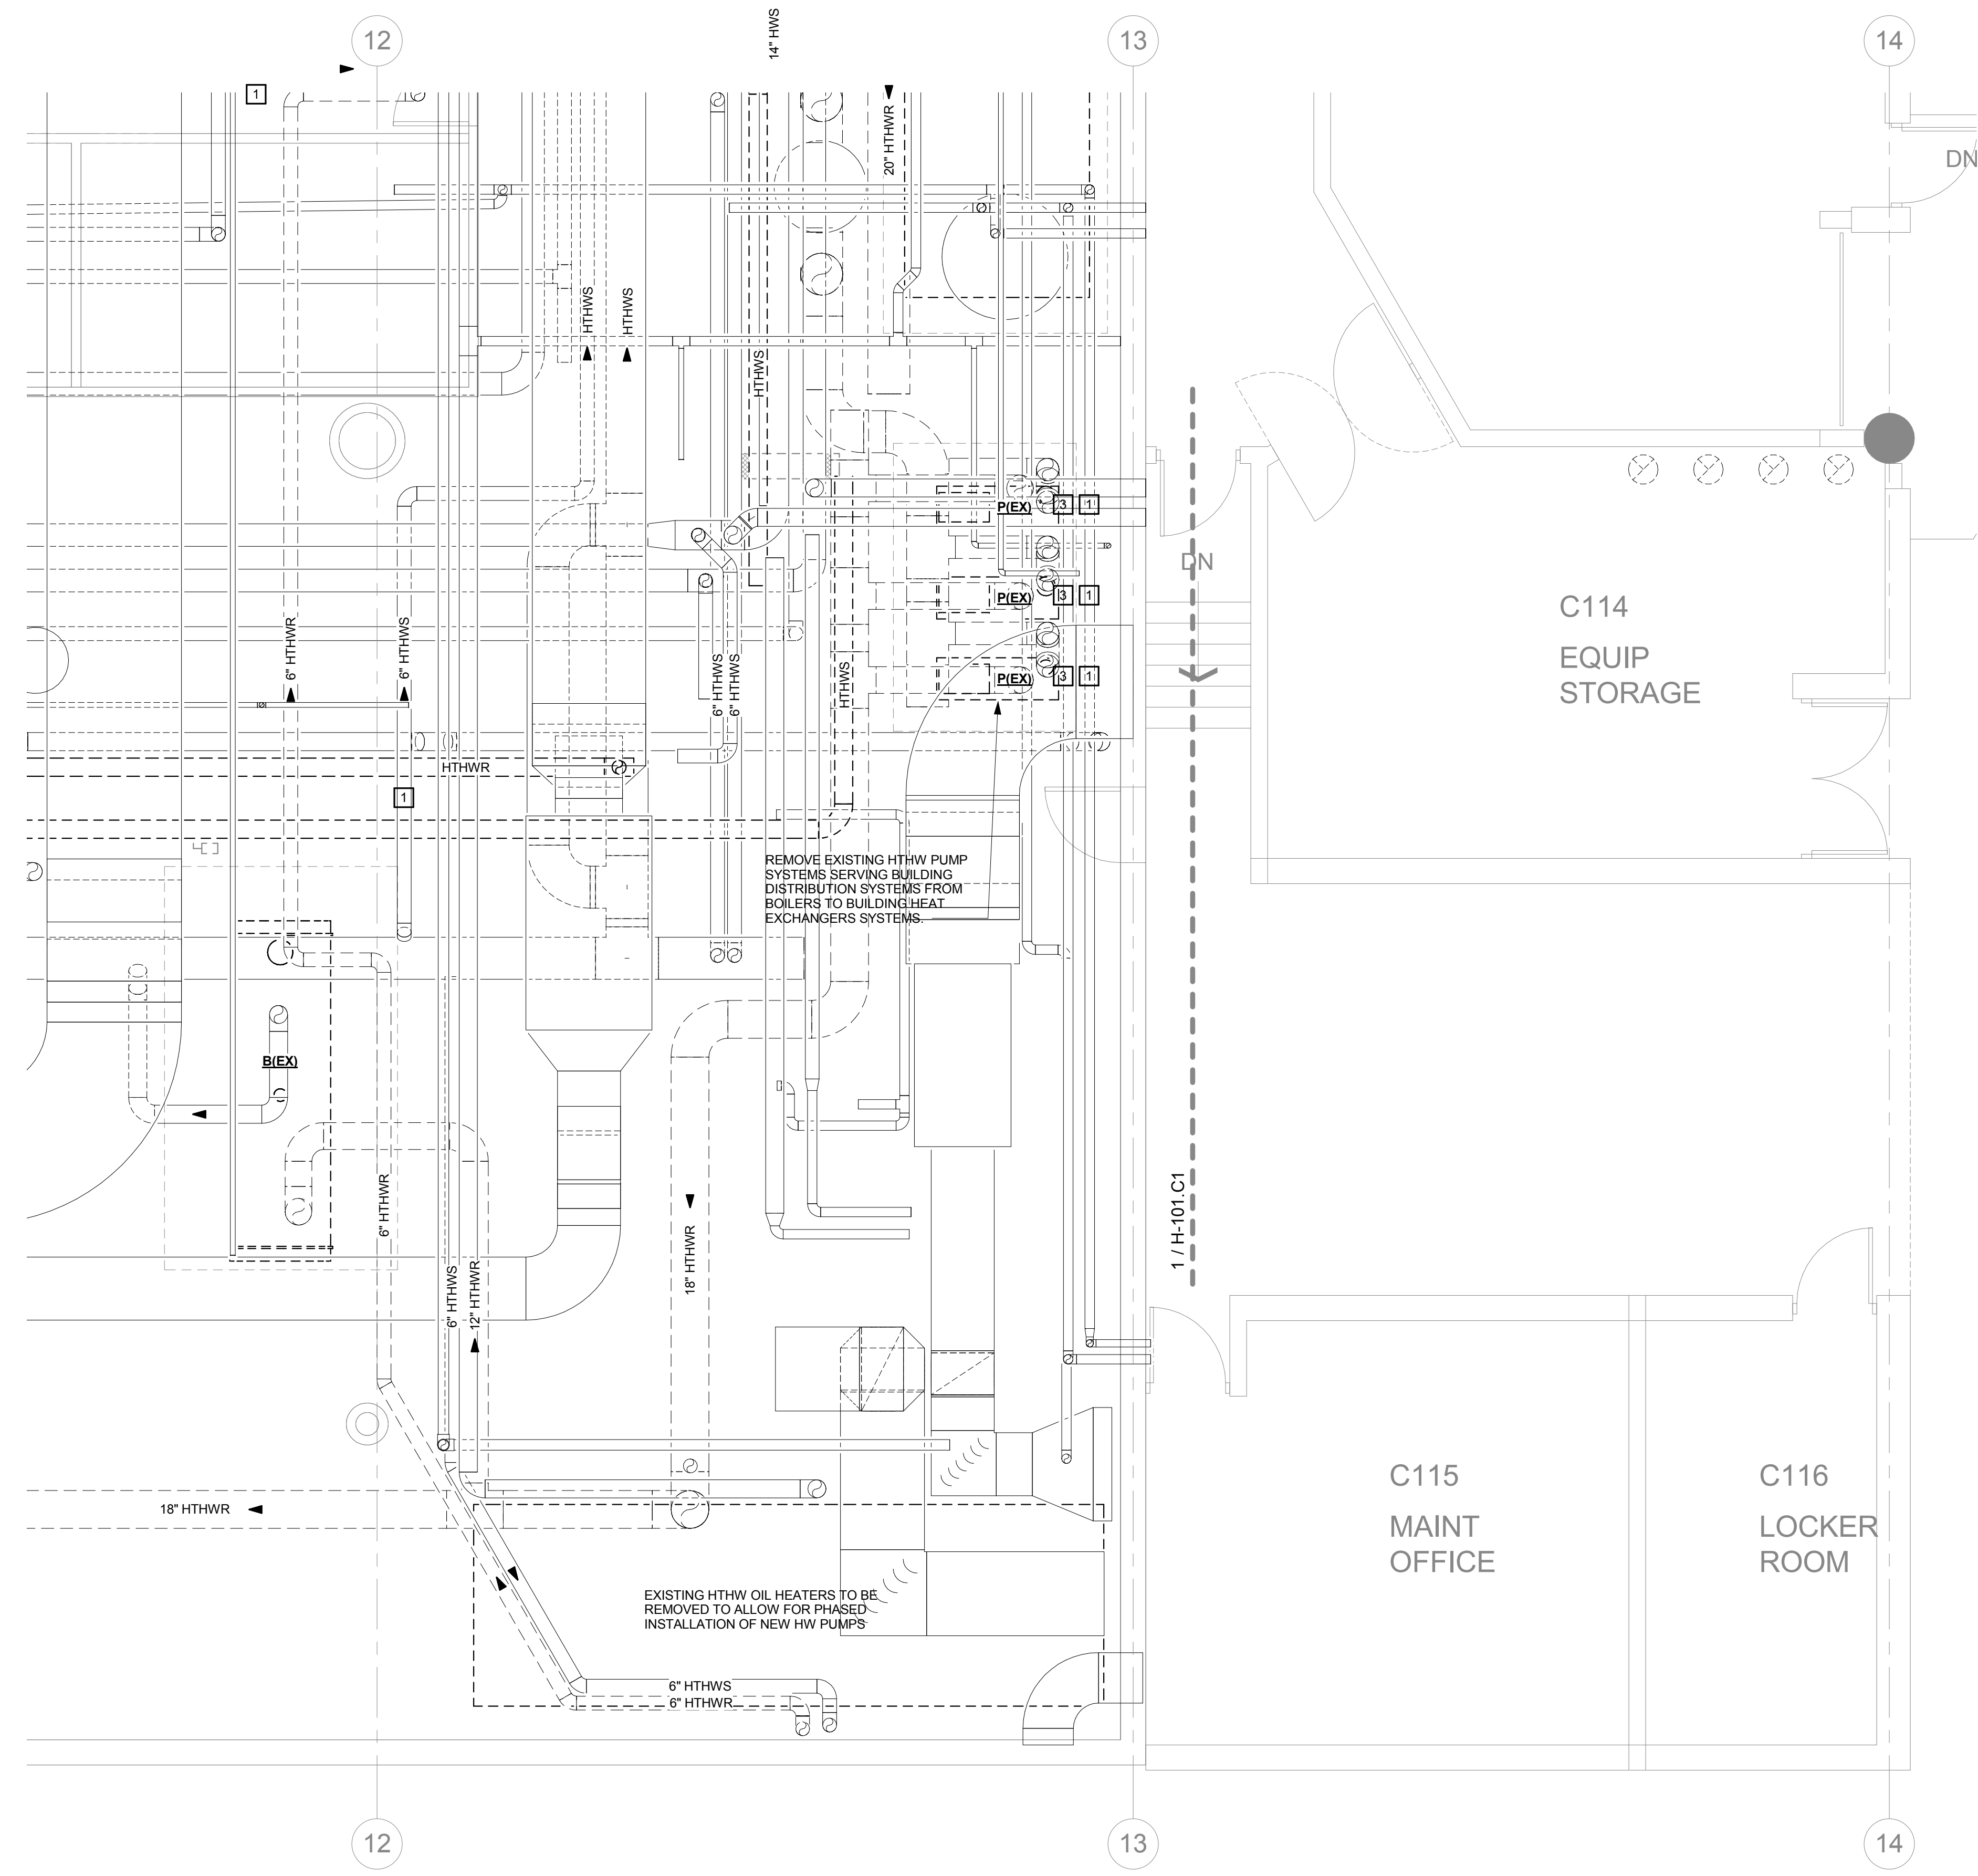 14" HWS
12
13
14
1
20" HTHWR
DN
HTHWS
HTHWS
HTHWS
P(EX)
3
1
DN
P(EX)
3
1
P(EX)
3
1
C114
EQUIP
STORAGE
6" HTHWR
6" HTHWS
6" HTHWS
6" HTHWS
HTHWS
HTHWR
1
REMOVE EXISTING HTHW PUMP
SYSTEMS SERVING BUILDING
DISTRIBUTION SYSTEMS FROM
BOILERS TO BUILDING HEAT
EXCHANGERS SYSTEMS.
B(EX)
6" HTHWR
6" HTHWS
12" HTHWR
18" HTHWR
1 / H-101.C1
18" HTHWR
C115
MAINT
OFFICE
C116
LOCKER
ROOM
EXISTING HTHW OIL HEATERS TO BE
REMOVED TO ALLOW FOR PHASED
INSTALLATION OF NEW HW PUMPS
6" HTHWS
6" HTHWR
12
13
14